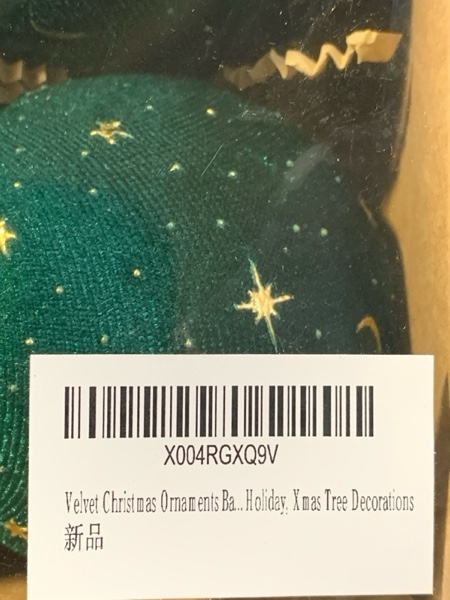 X004RGXQ9V
Velvet Christmas Ornaments Ba...Holiday, Xmas Tree Decorations
新品